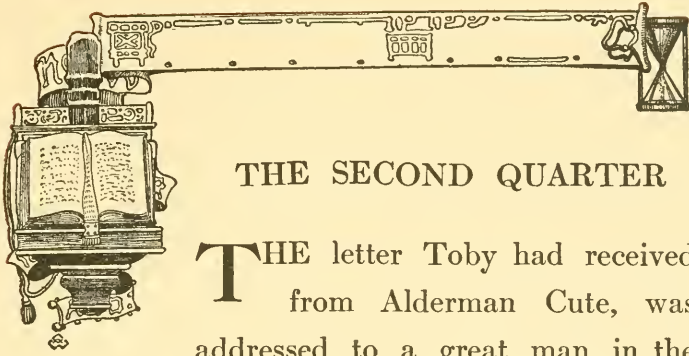 THE SECOND QUARTER
THE letter Toby had received
from Alderman Cute, was
addressed to a great man in the